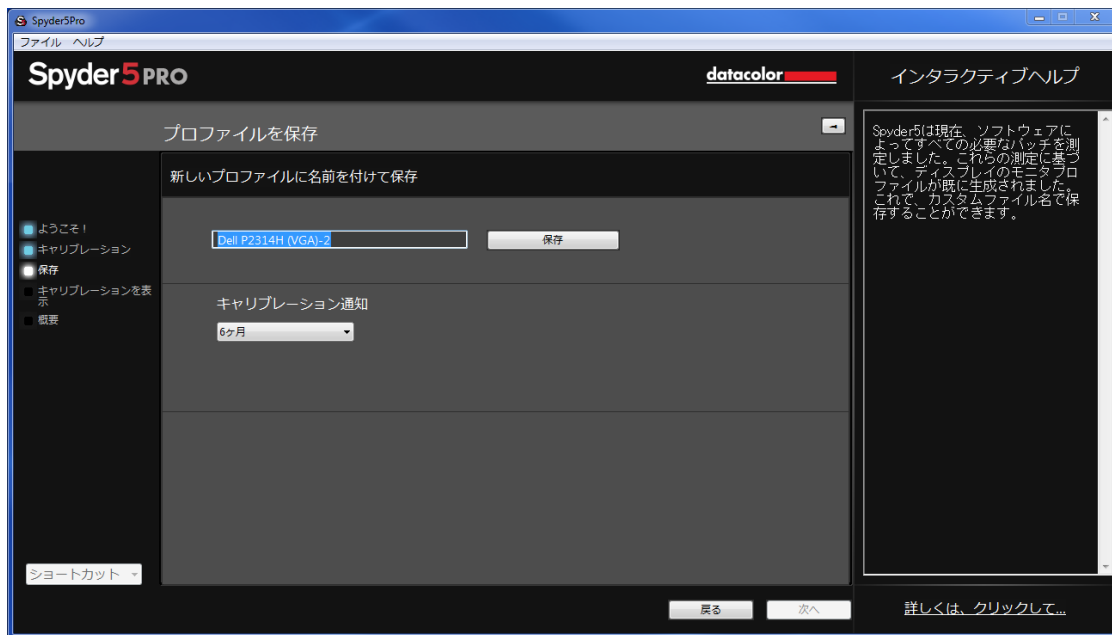 Spyder5Pro
ファイル ヘルプ
Spyder5PRO
datacolor
インタラクティブヘルプ
プロファイルを保存
新しいプロファイルに名前を付けて保存
ようこそ！
キャリブレーション
保存
キャリブレーションを表
示
概要
Dell P2314H (VGA)-2
保存
キャリブレーション通知
6ヶ月
Spyder5は現在、ソフトウェアに
よってすべての必要なパッチを測
定しました。これらの測定に基づ
いて、ディスプレイのモニタプロ
ファイルが既に生成されました。
これで、カスタムファイル名で保
存することができます。
ショートカット
戻る
次へ
詳しくは、クリックして...